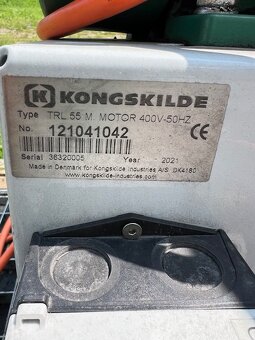 KONGSKILDE
Type TRL 55 M. MOTOR 400V-50HZ
No. 121041042 CE
Serial 36320005 Year 2021
Made in Denmark for Kongskilde Industries A/S DK4180
www.kongskilde-industries.com